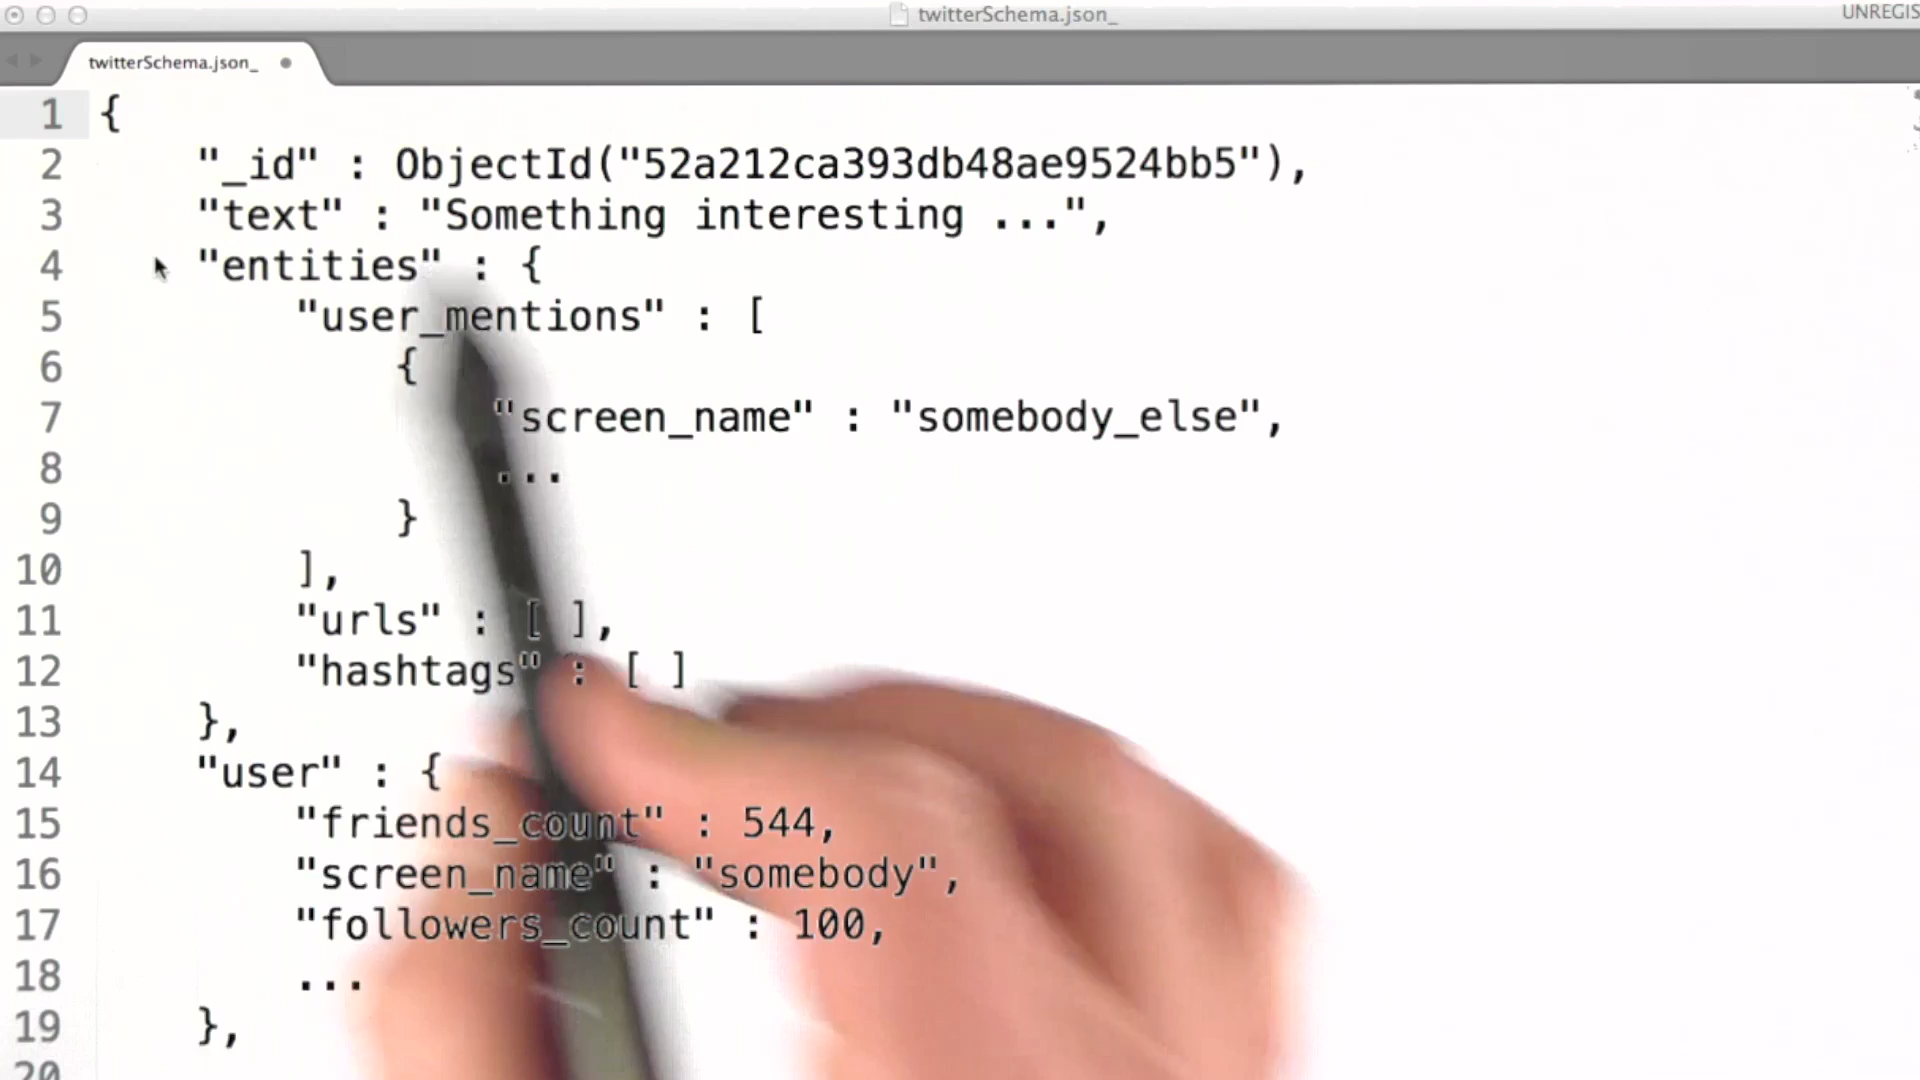 twitterSchema.json_
UNREGIS
twitterSchema.json_
1 {
2 "_id" : ObjectId("52a212ca393db48ae9524bb5"),
3 "text" : "Something interesting ...",
4 "entities" : {
5 "user_mentions" : [
6 {
7 "screen_name" : "somebody_else",
8 ...
9 }
10 ],
11 "urls" : [ ],
12 "hashtags" : [ ]
13 },
14 "user" : {
15 "friends_count" : 544,
16 "screen_name" : "somebody",
17 "followers_count" : 100,
18 ...
19 },
20